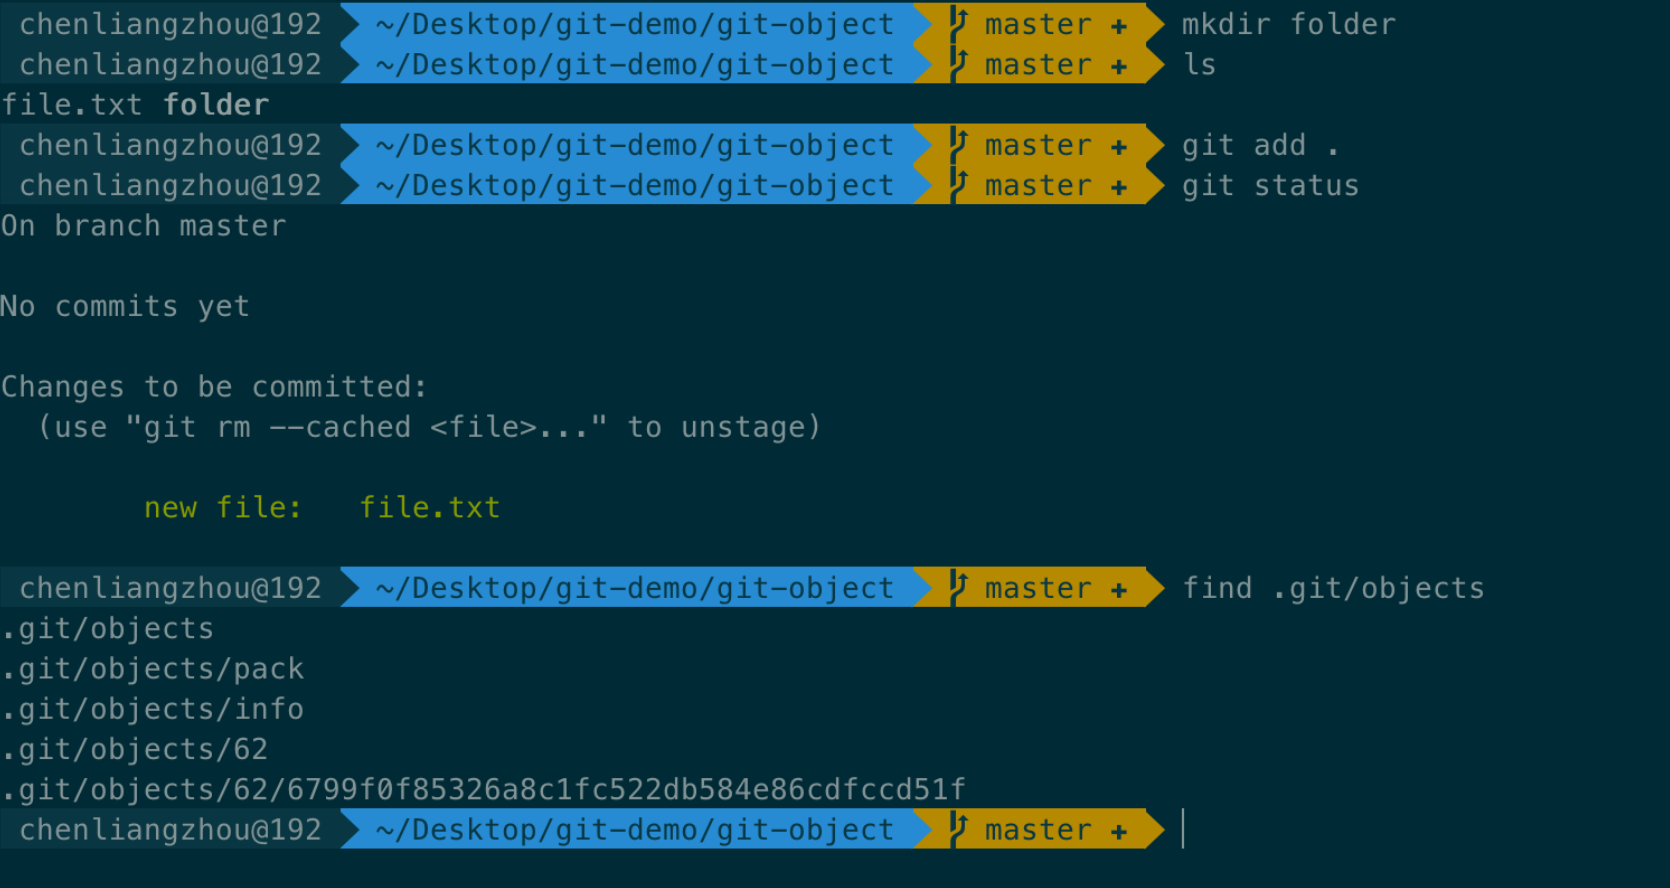 chenliangzhou@192 ~/Desktop/git-demo/git-object master + mkdir folder
chenliangzhou@192 ~/Desktop/git-demo/git-object master + ls
file.txt folder
chenliangzhou@192 ~/Desktop/git-demo/git-object master + git add .
chenliangzhou@192 ~/Desktop/git-demo/git-object master + git status
On branch master
No commits yet
Changes to be committed:
(use "git rm --cached <file>..." to unstage)
new file: file.txt
chenliangzhou@192 ~/Desktop/git-demo/git-object master + find .git/objects
.git/objects
.git/objects/pack
.git/objects/info
.git/objects/62
.git/objects/62/6799f0f85326a8c1fc522db584e86cdfccd51f
chenliangzhou@192 ~/Desktop/git-demo/git-object master +